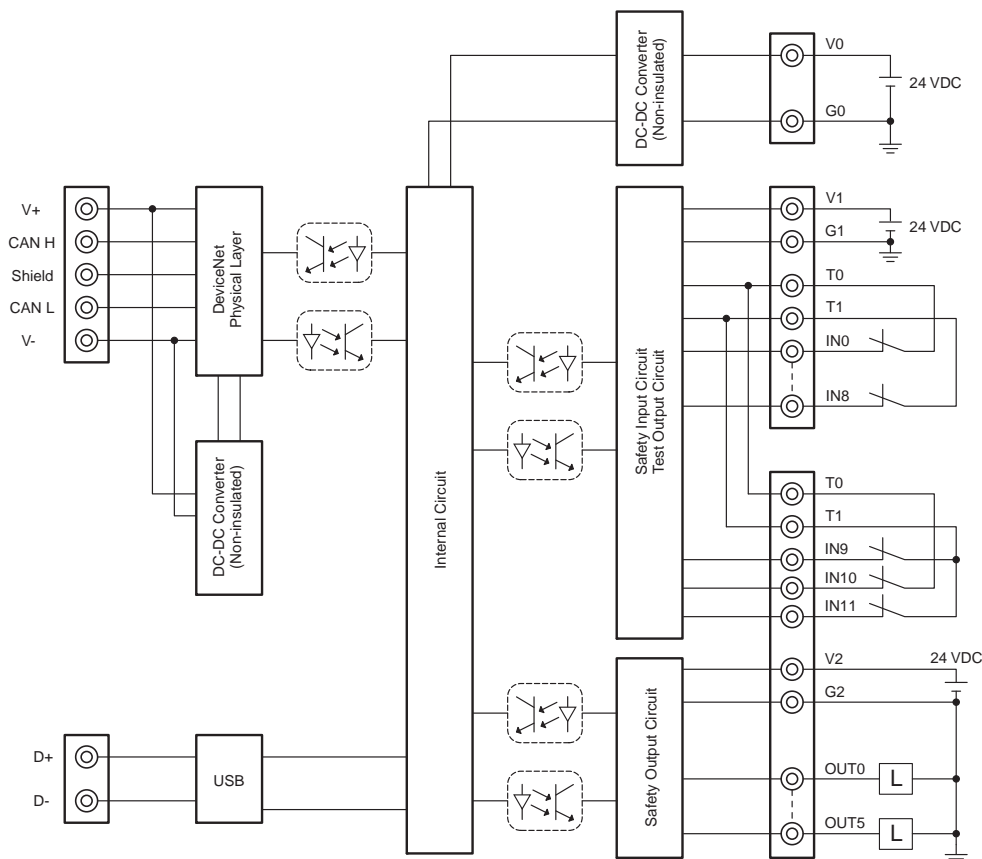 DC-DC Converter
(Non-insulated)
V0
24 VDC
G0
V+
CAN H
Shield
CAN L
V-
DeviceNet
Physical Layer
DC-DC Converter
(Non-insulated)
Internal Circuit
Safety Input Circuit
Test Output Circuit
V1
24 VDC
G1
T0
T1
IN0
IN8
T0
T1
IN9
IN10
IN11
V2
24 VDC
G2
Safety Output Circuit
OUT0
L
OUT5
L
D+
D-
USB